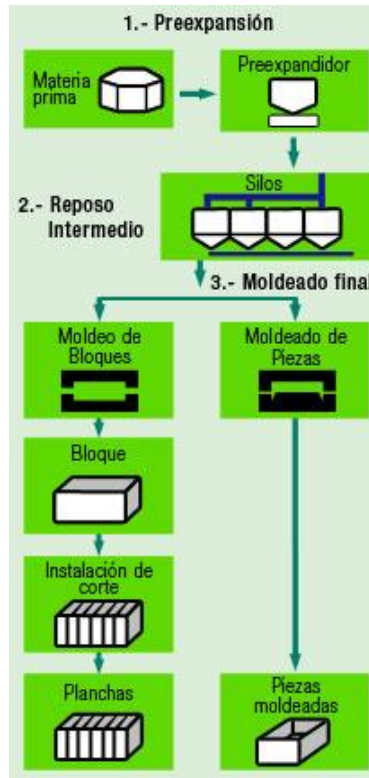 1.- Preexpansión
Materia
prima
Preexpandidor
Silos
2.- Reposo
Intermedio
3.- Moldeado final
Moldeo de
Bloques
Moldeado de
Piezas
Bloque
Instalación de
corte
Planchas
Piezas
moldeadas